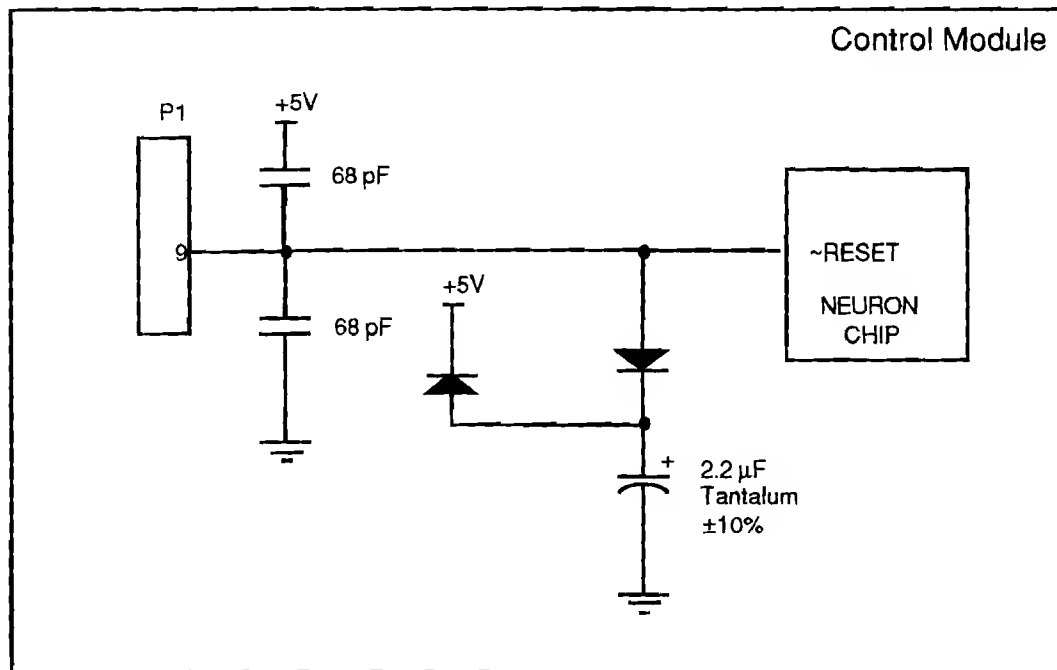 Control Module
P1
+5V
68 pF
9
~RESET
+5V
NEURON
CHIP
68 pF
+
2.2 µF
Tantalum
±10%